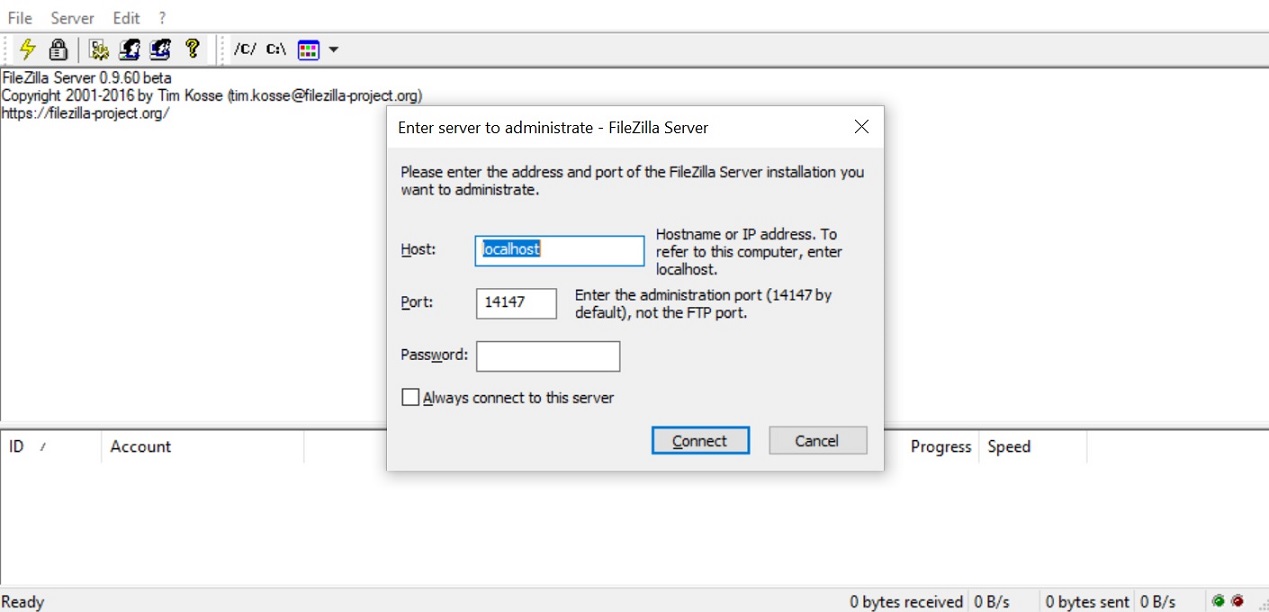 File Server Edit ?
/C/ C:\
FileZilla Server 0.9.60 beta
Copyright 2001-2016 by Tim Kosse (tim.kosse@filezilla-project.org)
https://filezilla-project.org/
Enter server to administrate - FileZilla Server
Please enter the address and port of the FileZilla Server installation you
want to administrate.
Host:
localhost
Hostname or IP address. To
refer to this computer, enter
localhost.
Port:
14147
Enter the administration port (14147 by
default), not the FTP port.
Password:
Always connect to this server
Connect Cancel
ID / Account Progress Speed
Ready 0 bytes received 0 B/s 0 bytes sent 0 B/s